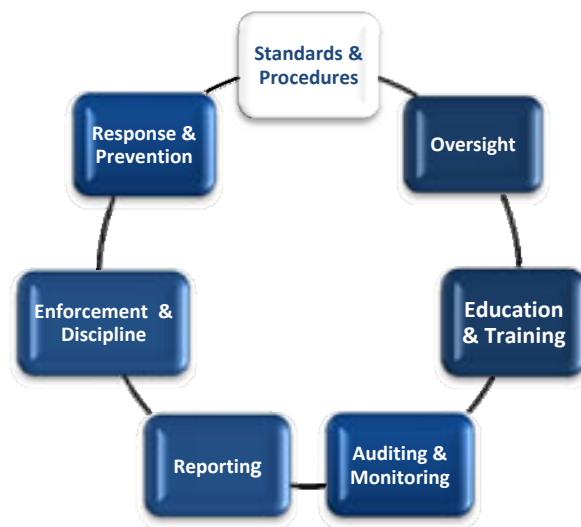 Standards &
Procedures
Oversight
Education
& Training
Auditing &
Monitoring
Reporting
Enforcement &
Discipline
Response &
Prevention